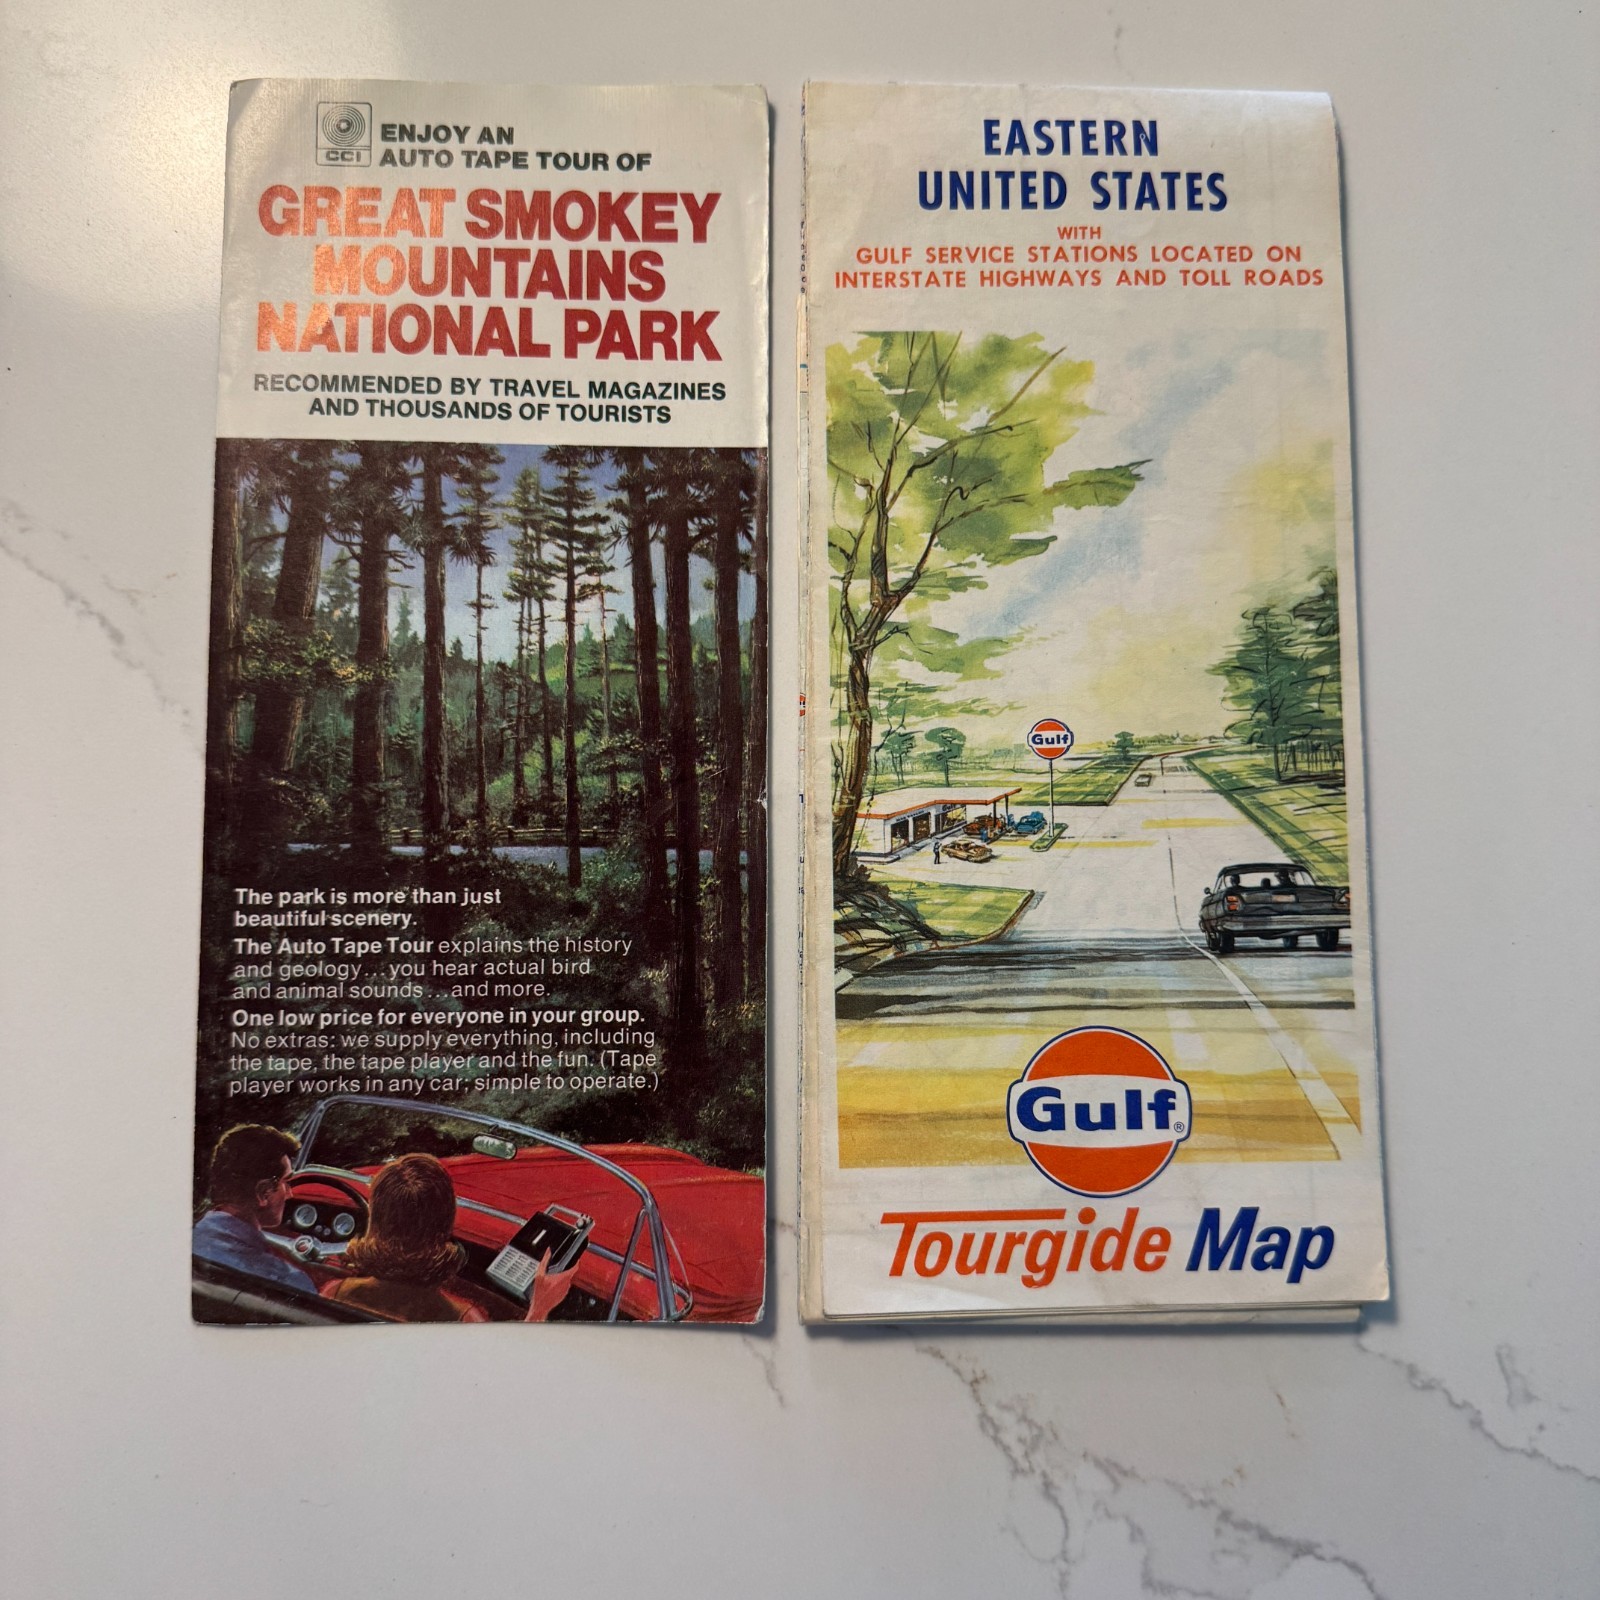 CCI
ENJOY AN
AUTO TAPE TOUR OF
GREAT SMOKEY
MOUNTAINS
NATIONAL PARK
RECOMMENDED BY TRAVEL MAGAZINES
AND THOUSANDS OF TOURISTS
The park is more than just
beautiful scenery.
The Auto Tape Tour explains the history
and geology...you hear actual bird
and animal sounds...and more.
One low price for everyone in your group.
No extras: we supply everything, including
the tape, the tape player and the fun. (Tape
player works in any car; simple to operate.)
EASTERN
UNITED STATES
WITH
GULF SERVICE STATIONS LOCATED ON
INTERSTATE HIGHWAYS AND TOLL ROADS
Gulf
Gulf
Gulf®
Tourgide Map